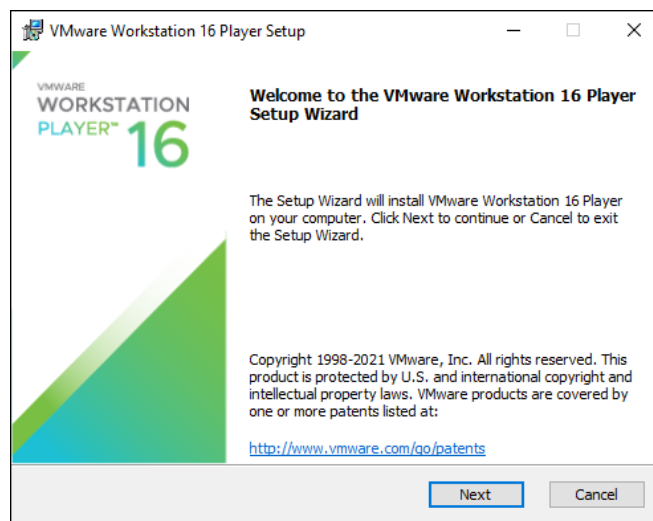 VMware Workstation 16 Player Setup
VMWARE
WORKSTATION
PLAYER™ 16
Welcome to the VMware Workstation 16 Player
Setup Wizard
The Setup Wizard will install VMware Workstation 16 Player
on your computer. Click Next to continue or Cancel to exit
the Setup Wizard.
Copyright 1998-2021 VMware, Inc. All rights reserved. This
product is protected by U.S. and international copyright and
intellectual property laws. VMware products are covered by
one or more patents listed at:
http://www.vmware.com/go/patents
Next Cancel